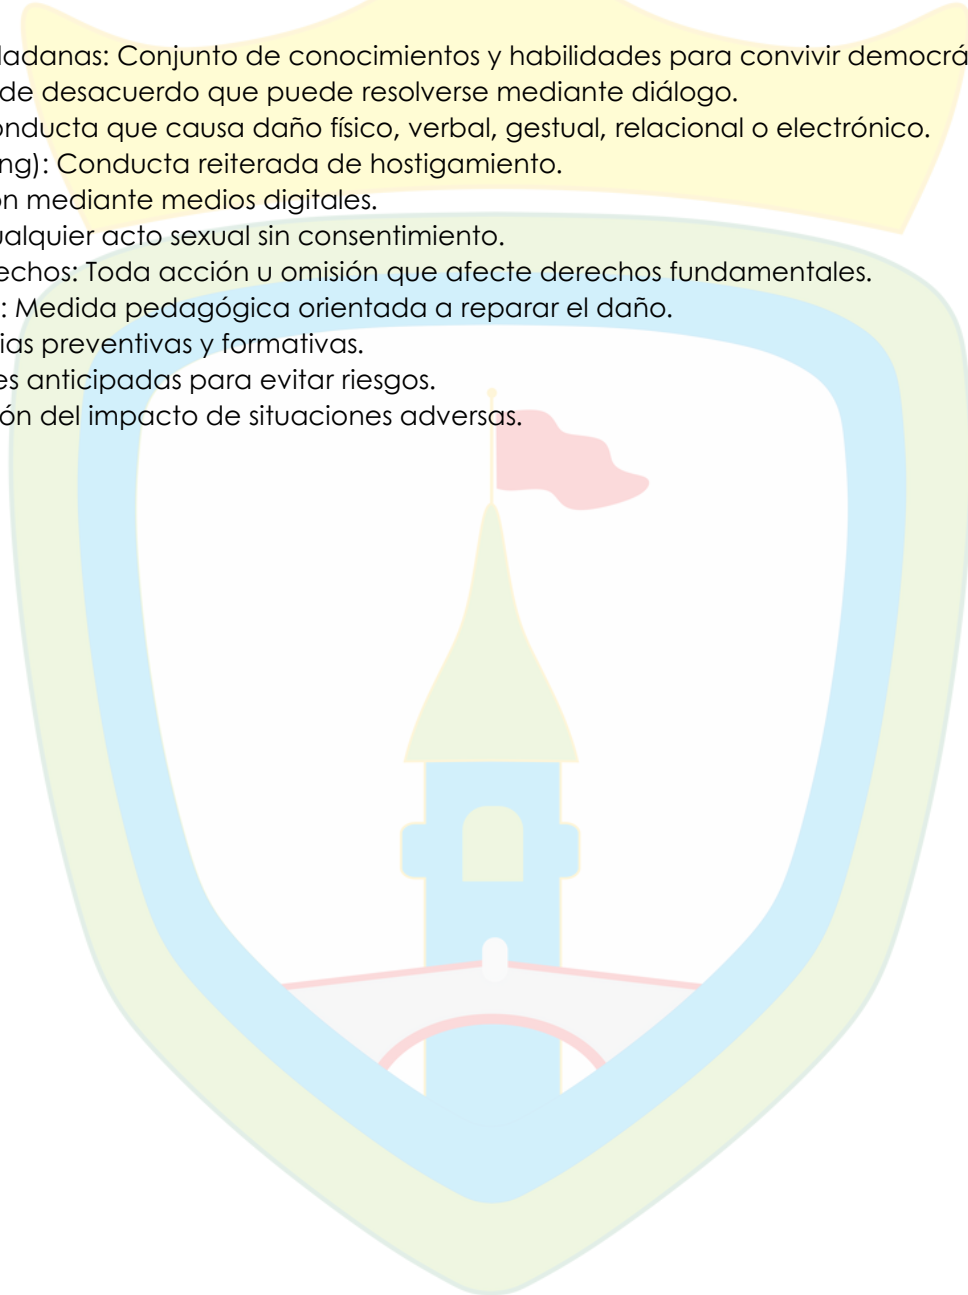 dadanas: Conjunto de conocimientos y habilidades para convivir democrá
de desacuerdo que puede resolverse mediante diálogo.
onducta que causa daño físico, verbal, gestual, relacional o electrónico.
ng): Conducta reiterada de hostigamiento.
ón mediante medios digitales.
ualquier acto sexual sin consentimiento.
echos: Toda acción u omisión que afecte derechos fundamentales.
: Medida pedagógica orientada a reparar el daño.
ias preventivas y formativas.
es anticipadas para evitar riesgos.
ón del impacto de situaciones adversas.